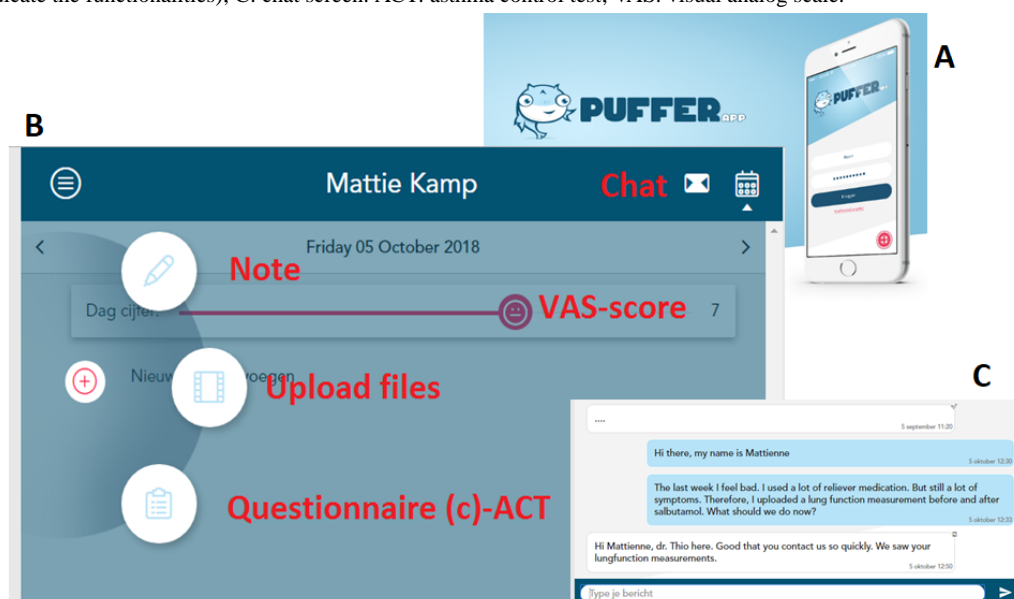 icate the functionalities), C: chat screen. ACT: asthma control test; VAS: visual analog scale.
A
PUFFER APP
PUFFER
B
Mattie Kamp
Chat
Friday 05 October 2018
Note
Dag cijfer:
VAS-score
7
Nieuw voegen
Upload files
Questionnaire (c)-ACT
C
....
5 september 11:20
Hi there, my name is Mattienne
5 oktober 12:30
The last week I feel bad. I used a lot of reliever medication. But still a lot of
symptoms. Therefore, I uploaded a lung function measurement before and after
salbutamol. What should we do now?
5 oktober 12:33
Hi Mattienne, dr. Thio here. Good that you contact us so quickly. We saw your
lungfunction measurements.
5 oktober 12:50
Type je bericht